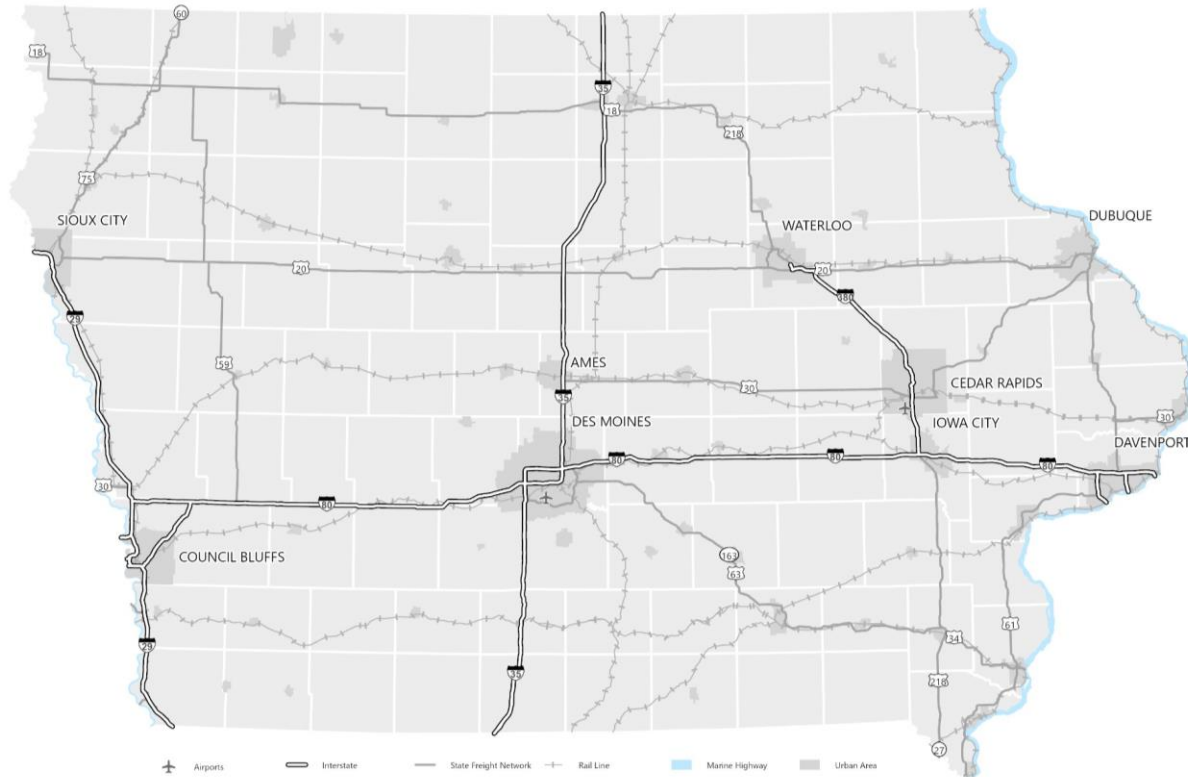 60
18
35
18
218
75
SIOUX CITY
WATERLOO
DUBUQUE
20
20
29
380
59
AMES
35
30
CEDAR RAPIDS
DES MOINES
IOWA CITY
30
DAVENPORT
80
80
80
30
80
COUNCIL BLUFFS
163
63
29
35
34
61
218
27
Airports
Interstate
State Freight Network
Rail Line
Marine Highway
Urban Area